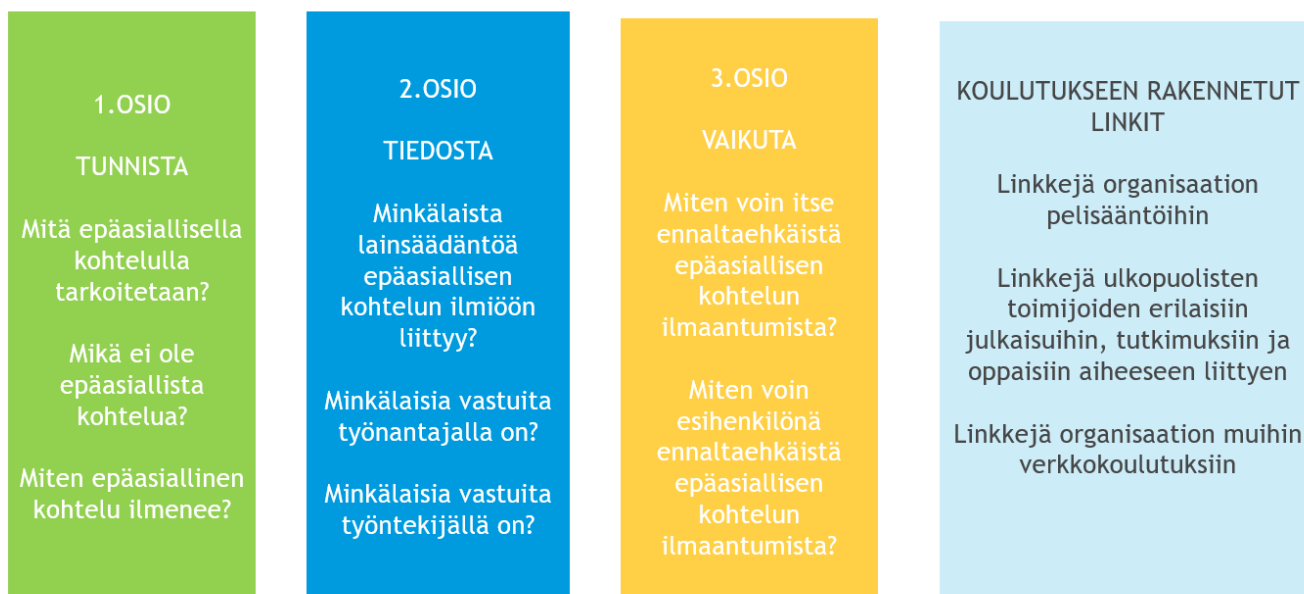 1.OSIO
TUNNISTA
Mitä epäasiallisella
kohtelulla
tarkoitetaan?
Mikä ei ole
epäasiallista
kohtelua?
Miten epäasiallinen
kohtelu ilmenee?
2.OSIO
TIEDOSTA
Minkälaista
lainsäädäntöä
epäasiallisen
kohtelun ilmiöön
liittyy?
Minkälaisia vastuita
työnantajalla on?
Minkälaisia vastuita
työntekijällä on?
3.OSIO
VAIKUTA
Miten voin itse
ennaltaehkäistä
epäasiallisen
kohtelun
ilmaantumista?
Miten voin
esihenkilönä
ennaltaehkäistä
epäasiallisen
kohtelun
ilmaantumista?
KOULUTUKSEEN RAKENNETUT
LINKIT
Linkkejä organisaation
pelisääntöihin
Linkkejä ulkopuolisten
toimijoiden erilaisiin
julkaisuihin, tutkimuksiin ja
oppaisiin aiheeseen liittyen
Linkkejä organisaation muihin
verkkokoulutuksiin